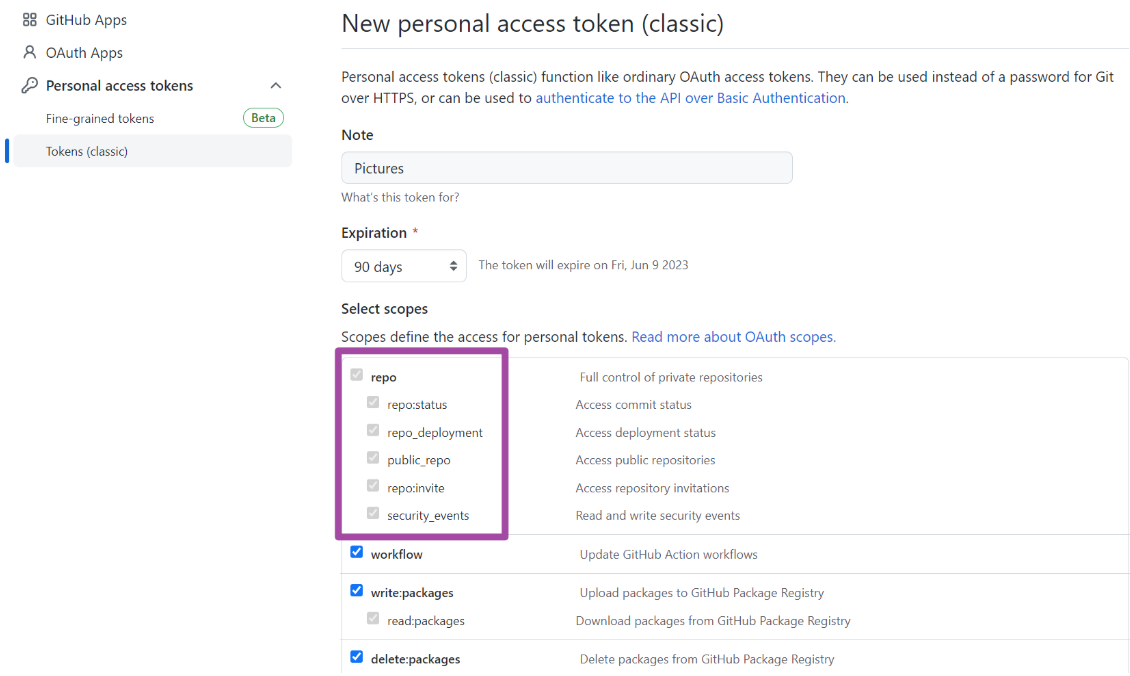 GitHub Apps
OAuth Apps
Personal access tokens
Fine-grained tokens Beta
Tokens (classic)
New personal access token (classic)
Personal access tokens (classic) function like ordinary OAuth access tokens. They can be used instead of a password for Git
over HTTPS, or can be used to authenticate to the API over Basic Authentication.
Note
Pictures
What's this token for?
Expiration *
90 days The token will expire on Fri, Jun 9 2023
Select scopes
Scopes define the access for personal tokens. Read more about OAuth scopes.
repo Full control of private repositories
repo:status Access commit status
repo_deployment Access deployment status
public_repo Access public repositories
repo:invite Access repository invitations
security_events Read and write security events
workflow Update GitHub Action workflows
write:packages Upload packages to GitHub Package Registry
read:packages Download packages from GitHub Package Registry
delete:packages Delete packages from GitHub Package Registry